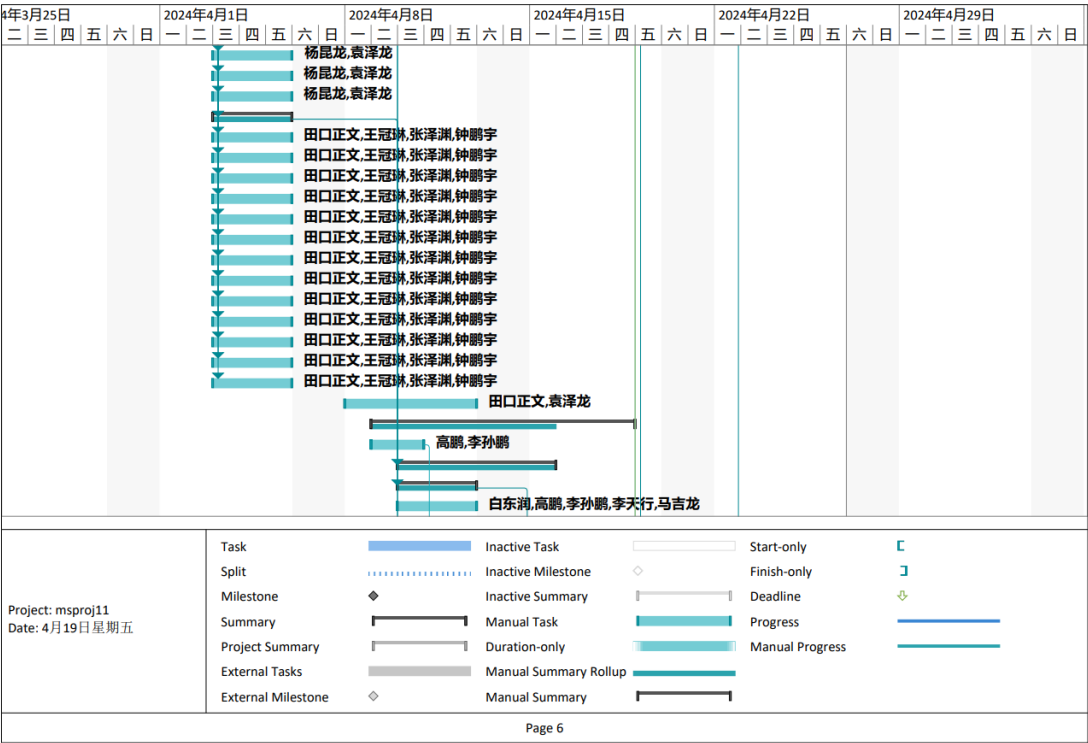 4年3月25日 2024年4月1日 2024年4月8日 2024年4月15日 2024年4月22日 2024年4月29日
二 三 四 五 六 日 一 二 三 四 五 六 日 一 二 三 四 五 六 日 一 二 三 四 五 六 日 一 二 三 四 五 六 日 一 二 三 四 五 六 日
杨昆龙,袁泽龙
杨昆龙,袁泽龙
杨昆龙,袁泽龙
田口正文,王冠琳,张泽渊,钟鹏宇
田口正文,王冠琳,张泽渊,钟鹏宇
田口正文,王冠琳,张泽渊,钟鹏宇
田口正文,王冠琳,张泽渊,钟鹏宇
田口正文,王冠琳,张泽渊,钟鹏宇
田口正文,王冠琳,张泽渊,钟鹏宇
田口正文,王冠琳,张泽渊,钟鹏宇
田口正文,王冠琳,张泽渊,钟鹏宇
田口正文,王冠琳,张泽渊,钟鹏宇
田口正文,王冠琳,张泽渊,钟鹏宇
田口正文,王冠琳,张泽渊,钟鹏宇
田口正文,王冠琳,张泽渊,钟鹏宇
田口正文,王冠琳,张泽渊,钟鹏宇
田口正文,袁泽龙
高鹏,李孙鹏
白东润,高鹏,李孙鹏,李天行,马吉龙
Project: msproj11
Date: 4月19日星期五
Task Inactive Task Start-only
Split Inactive Milestone Finish-only
Milestone Inactive Summary Deadline
Summary Manual Task Progress
Project Summary Duration-only Manual Progress
External Tasks Manual Summary Rollup
External Milestone Manual Summary
Page 6